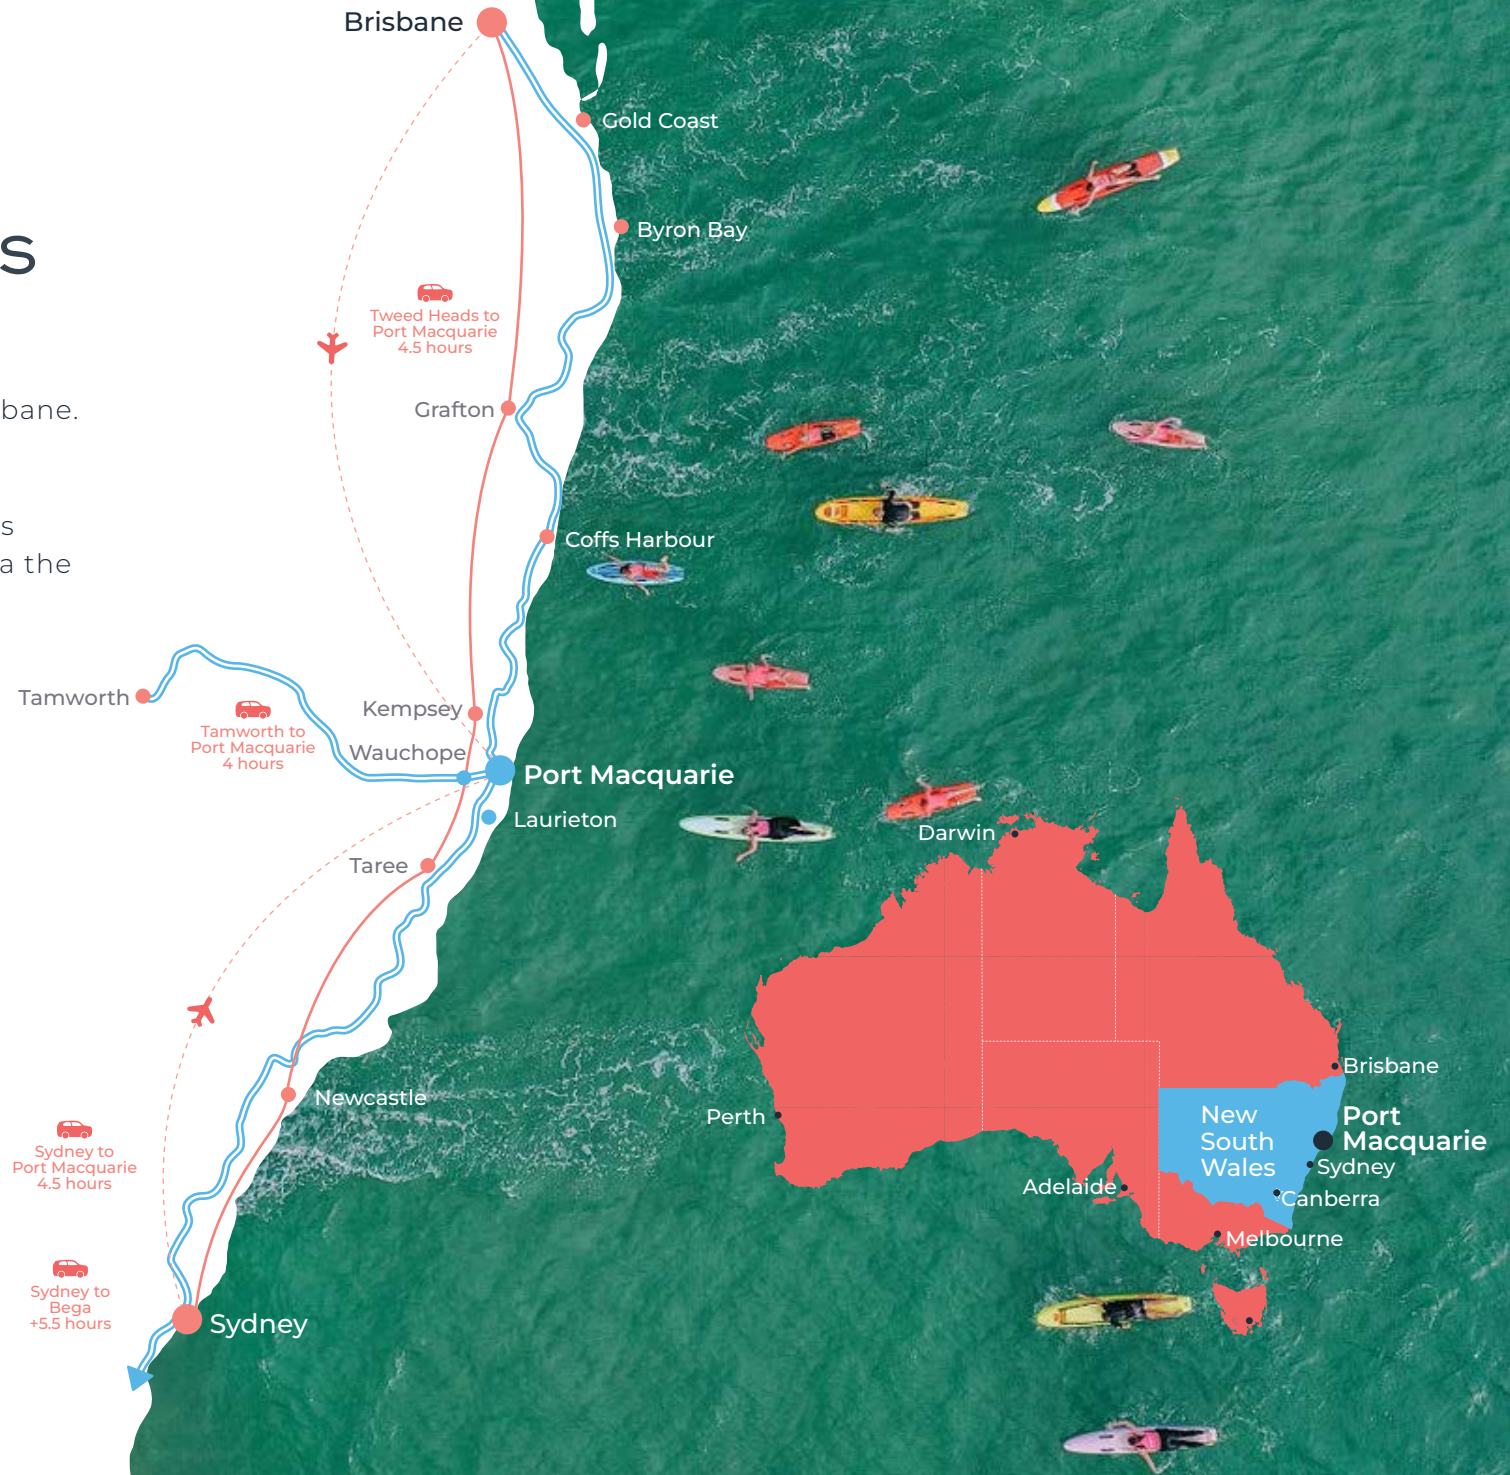 Brisbane
Gold Coast
Byron Bay
s
Tweed Heads to
Port Macquarie
4.5 hours
bane.
Grafton
s
Coffs Harbour
a the
Tamworth
Kempsey
Tamworth to
Port Macquarie
4 hours
Wauchope
Port Macquarie
Laurieton
Taree
Newcastle
Sydney to
Port Macquarie
4.5 hours
Sydney to
Bega
+5.5 hours
Sydney
Darwin
Brisbane
Perth
New
South
Wales
Port
Macquarie
Sydney
Adelaide
Canberra
Melbourne